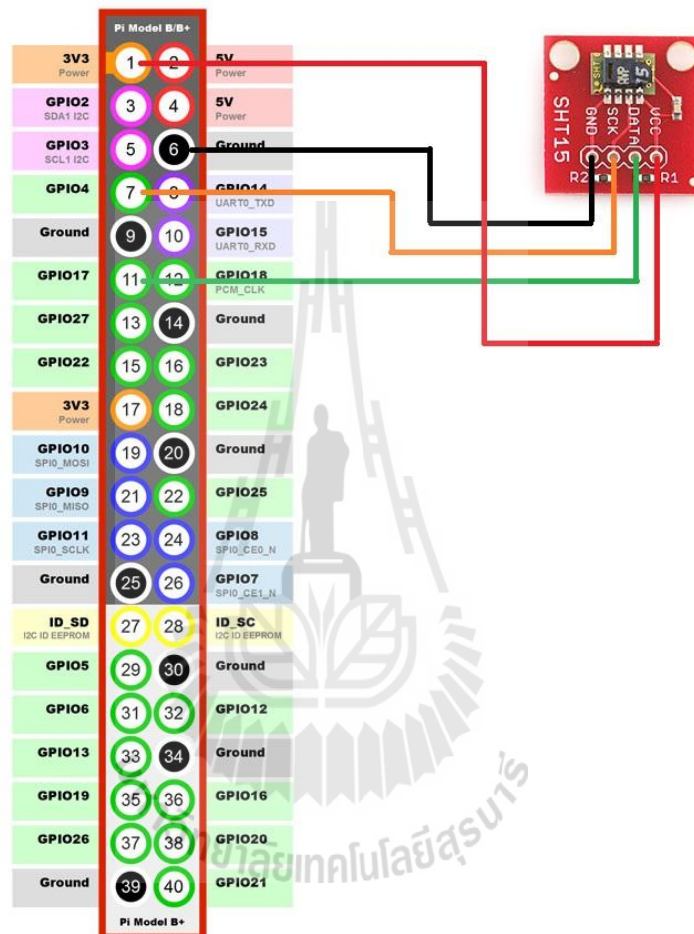 Pi Model B/B+
3V3 Power 1 2 5V Power
GPIO2 SDA1 I2C 3 4 5V Power
GPIO3 SCL1 I2C 5 6 Ground
GPIO4 7 8 GPIO14 UART0_TXD
Ground 9 10 GPIO15 UART0_RXD
GPIO17 11 12 GPIO18 PCM_CLK
GPIO27 13 14 Ground
GPIO22 15 16 GPIO23
3V3 Power 17 18 GPIO24
GPIO10 SPI0_MOSI 19 20 Ground
GPIO9 SPI0_MISO 21 22 GPIO25
GPIO11 SPI0_SCLK 23 24 GPIO8 SPI0_CE0_N
Ground 25 26 GPIO7 SPI0_CE1_N
ID_SD I2C ID EEPROM 27 28 ID_SC I2C ID EEPROM
GPIO5 29 30 Ground
GPIO6 31 32 GPIO12
GPIO13 33 34 Ground
GPIO19 35 36 GPIO16
GPIO26 37 38 GPIO20
Ground 39 40 GPIO21
Pi Model B+
SHT15
GND
SCK
DATA
VCC
R2 R1